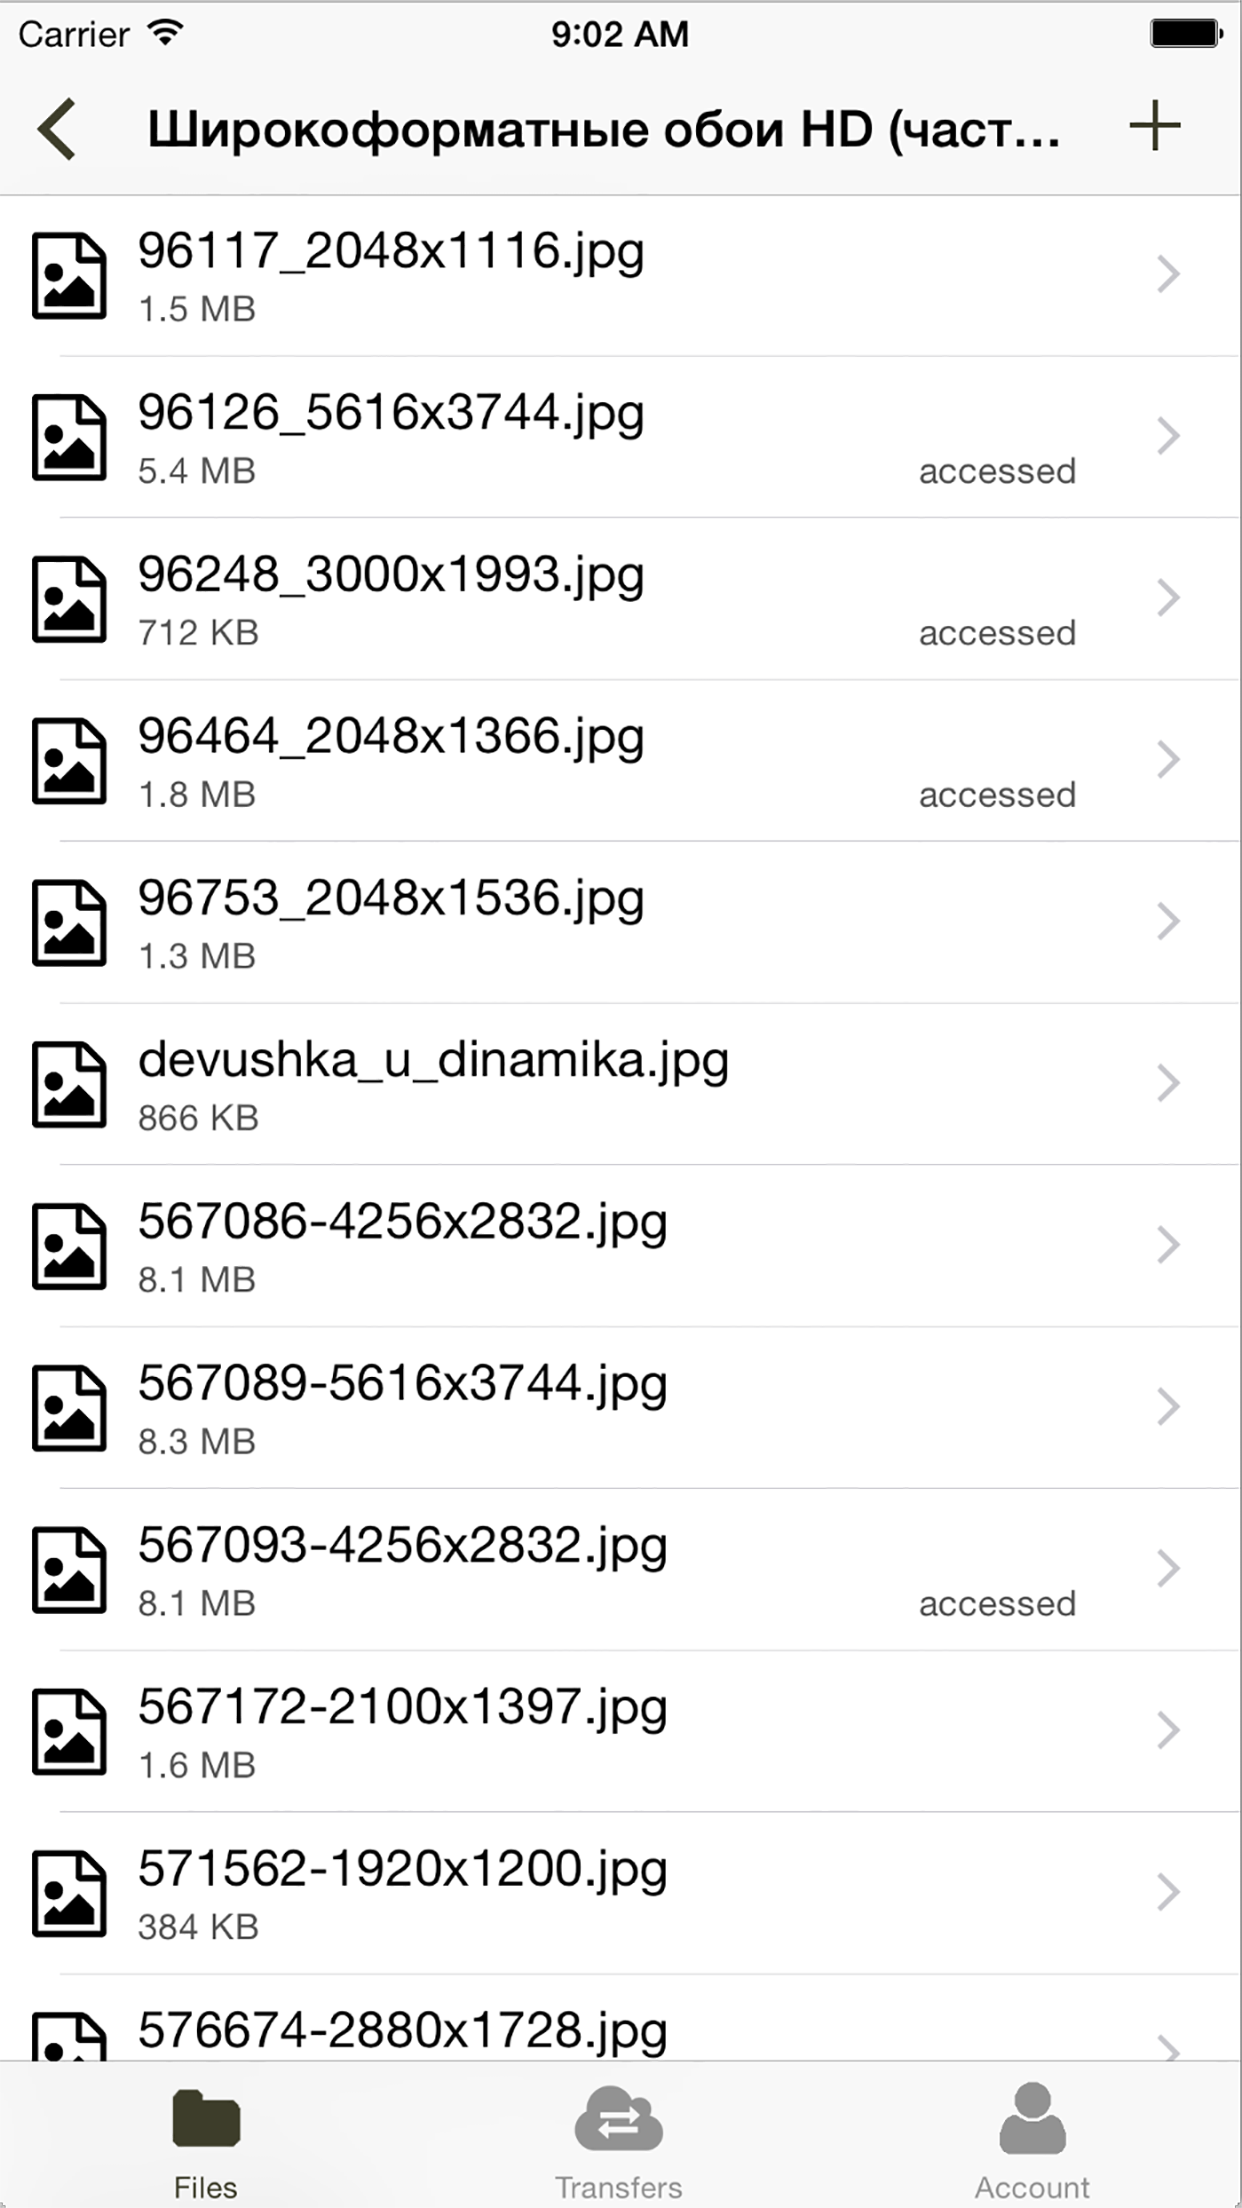 Carrier 9:02 AM
Широкоформатные обои HD (част...
96117_2048x1116.jpg
1.5 MB
96126_5616x3744.jpg
5.4 MB accessed
96248_3000x1993.jpg
712 KB accessed
96464_2048x1366.jpg
1.8 MB accessed
96753_2048x1536.jpg
1.3 MB
devushka_u_dinamika.jpg
866 KB
567086-4256x2832.jpg
8.1 MB
567089-5616x3744.jpg
8.3 MB
567093-4256x2832.jpg
8.1 MB accessed
567172-2100x1397.jpg
1.6 MB
571562-1920x1200.jpg
384 KB
576674-2880x1728.jpg
Files Transfers Account